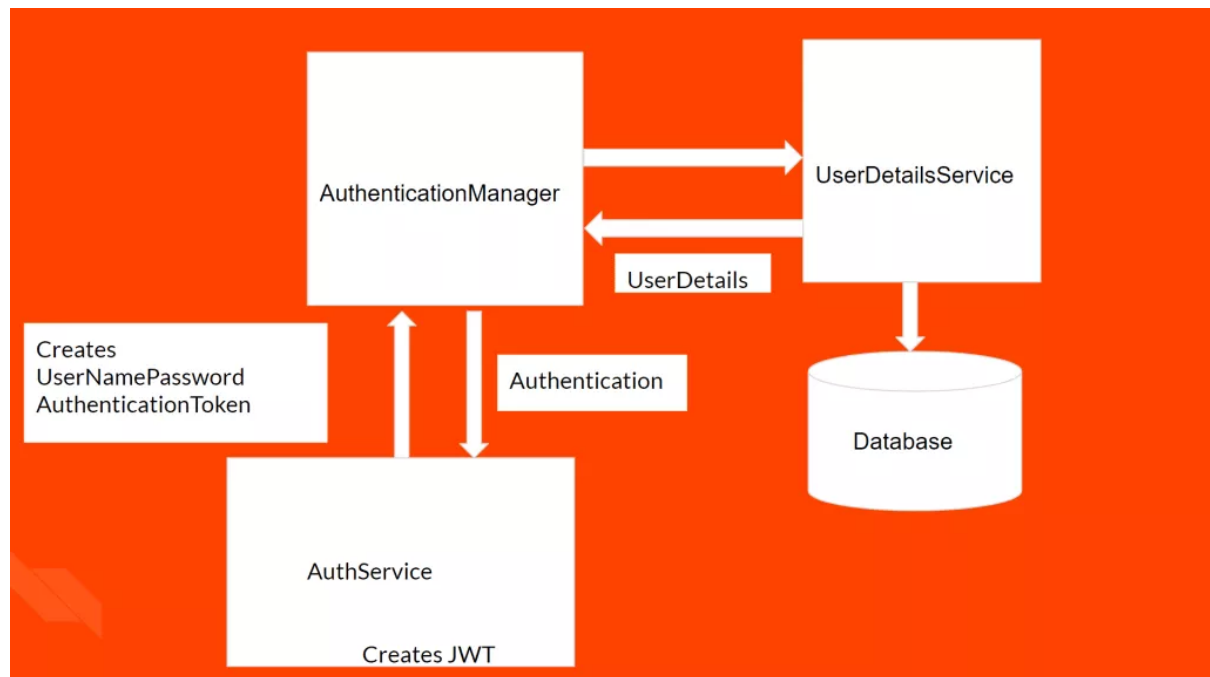 AuthenticationManager
UserDetailsService
UserDetails
Creates
UserNamePassword
AuthenticationToken
Authentication
Database
AuthService
Creates JWT